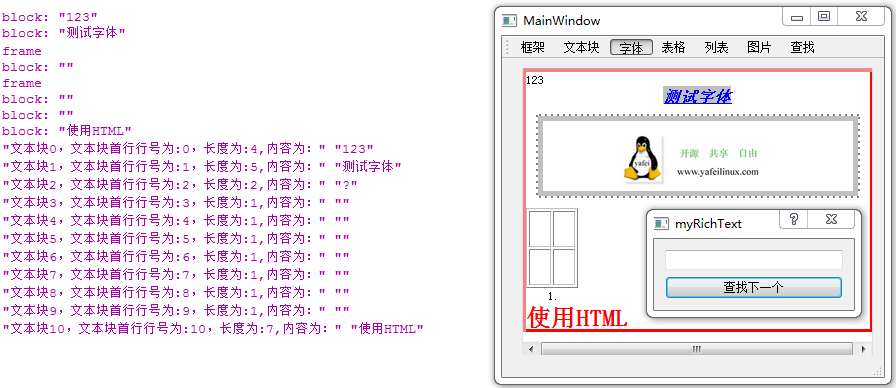 block: "123"
block: "测试字体"
frame
block: ""
frame
block: ""
block: ""
block: "使用HTML"
"文本块0，文本块首行行号为:0，长度为:4,内容为：" "123"
"文本块1，文本块首行行号为:1，长度为:5,内容为：" "测试字体"
"文本块2，文本块首行行号为:2，长度为:2,内容为：" "?"
"文本块3，文本块首行行号为:3，长度为:1,内容为：" ""
"文本块4，文本块首行行号为:4，长度为:1,内容为：" ""
"文本块5，文本块首行行号为:5，长度为:1,内容为：" ""
"文本块6，文本块首行行号为:6，长度为:1,内容为：" ""
"文本块7，文本块首行行号为:7，长度为:1,内容为：" ""
"文本块8，文本块首行行号为:8，长度为:1,内容为：" ""
"文本块9，文本块首行行号为:9，长度为:1,内容为：" ""
"文本块10，文本块首行行号为:10，长度为:7,内容为：" "使用HTML"
MainWindow
框架 文本块 字体 表格 列表 图片 查找
123
测试字体
yafei
开源 共享 自由
www.yafeilinux.com
myRichText
查找下一个
1.
使用HTML